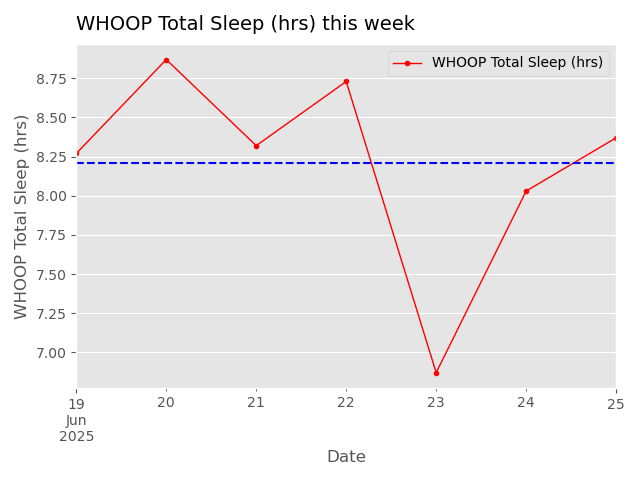 WHOOP Total Sleep (hrs) this week
WHOOP Total Sleep (hrs)
WHOOP Total Sleep (hrs)
8.75
8.50
8.25
8.00
7.75
7.50
7.25
7.00
19 20 21 22 23 24 25
Jun
2025
Date